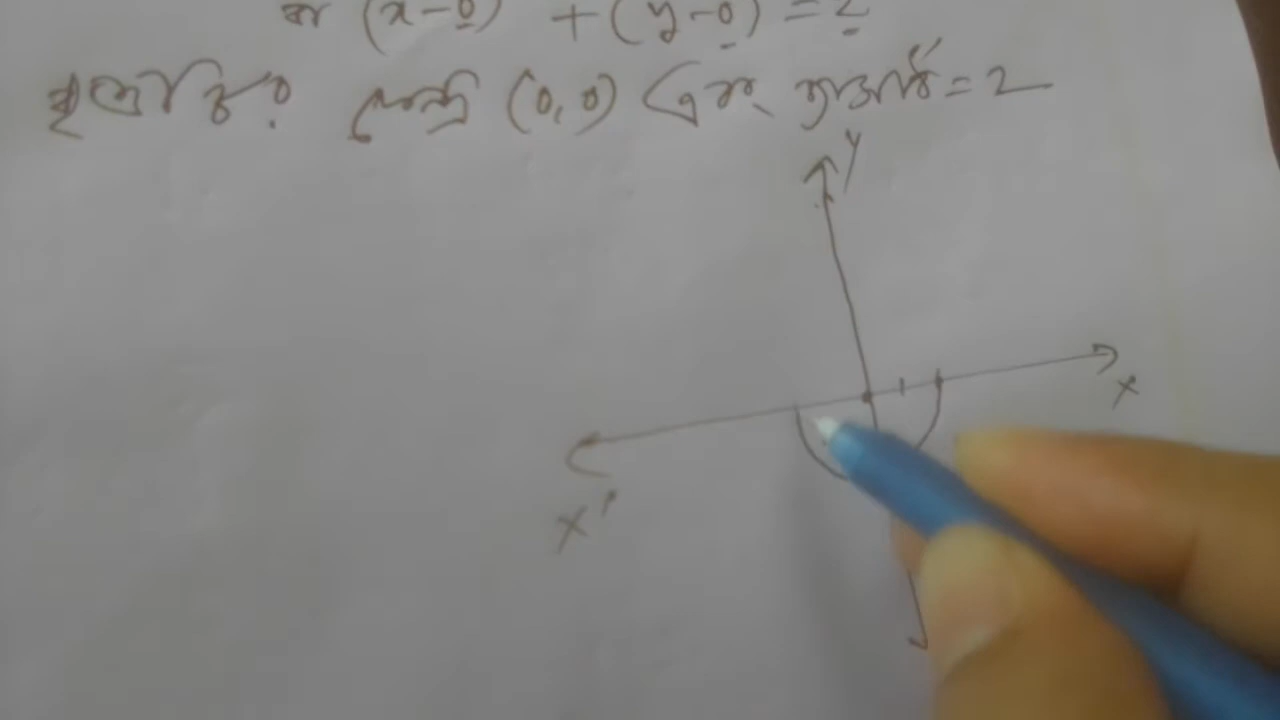 বা (x-0) + (y-0) = 2
বৃত্তটির কেন্দ্র (0,0) এবং ব্যাসার্ধ = 2
Y
X
X'